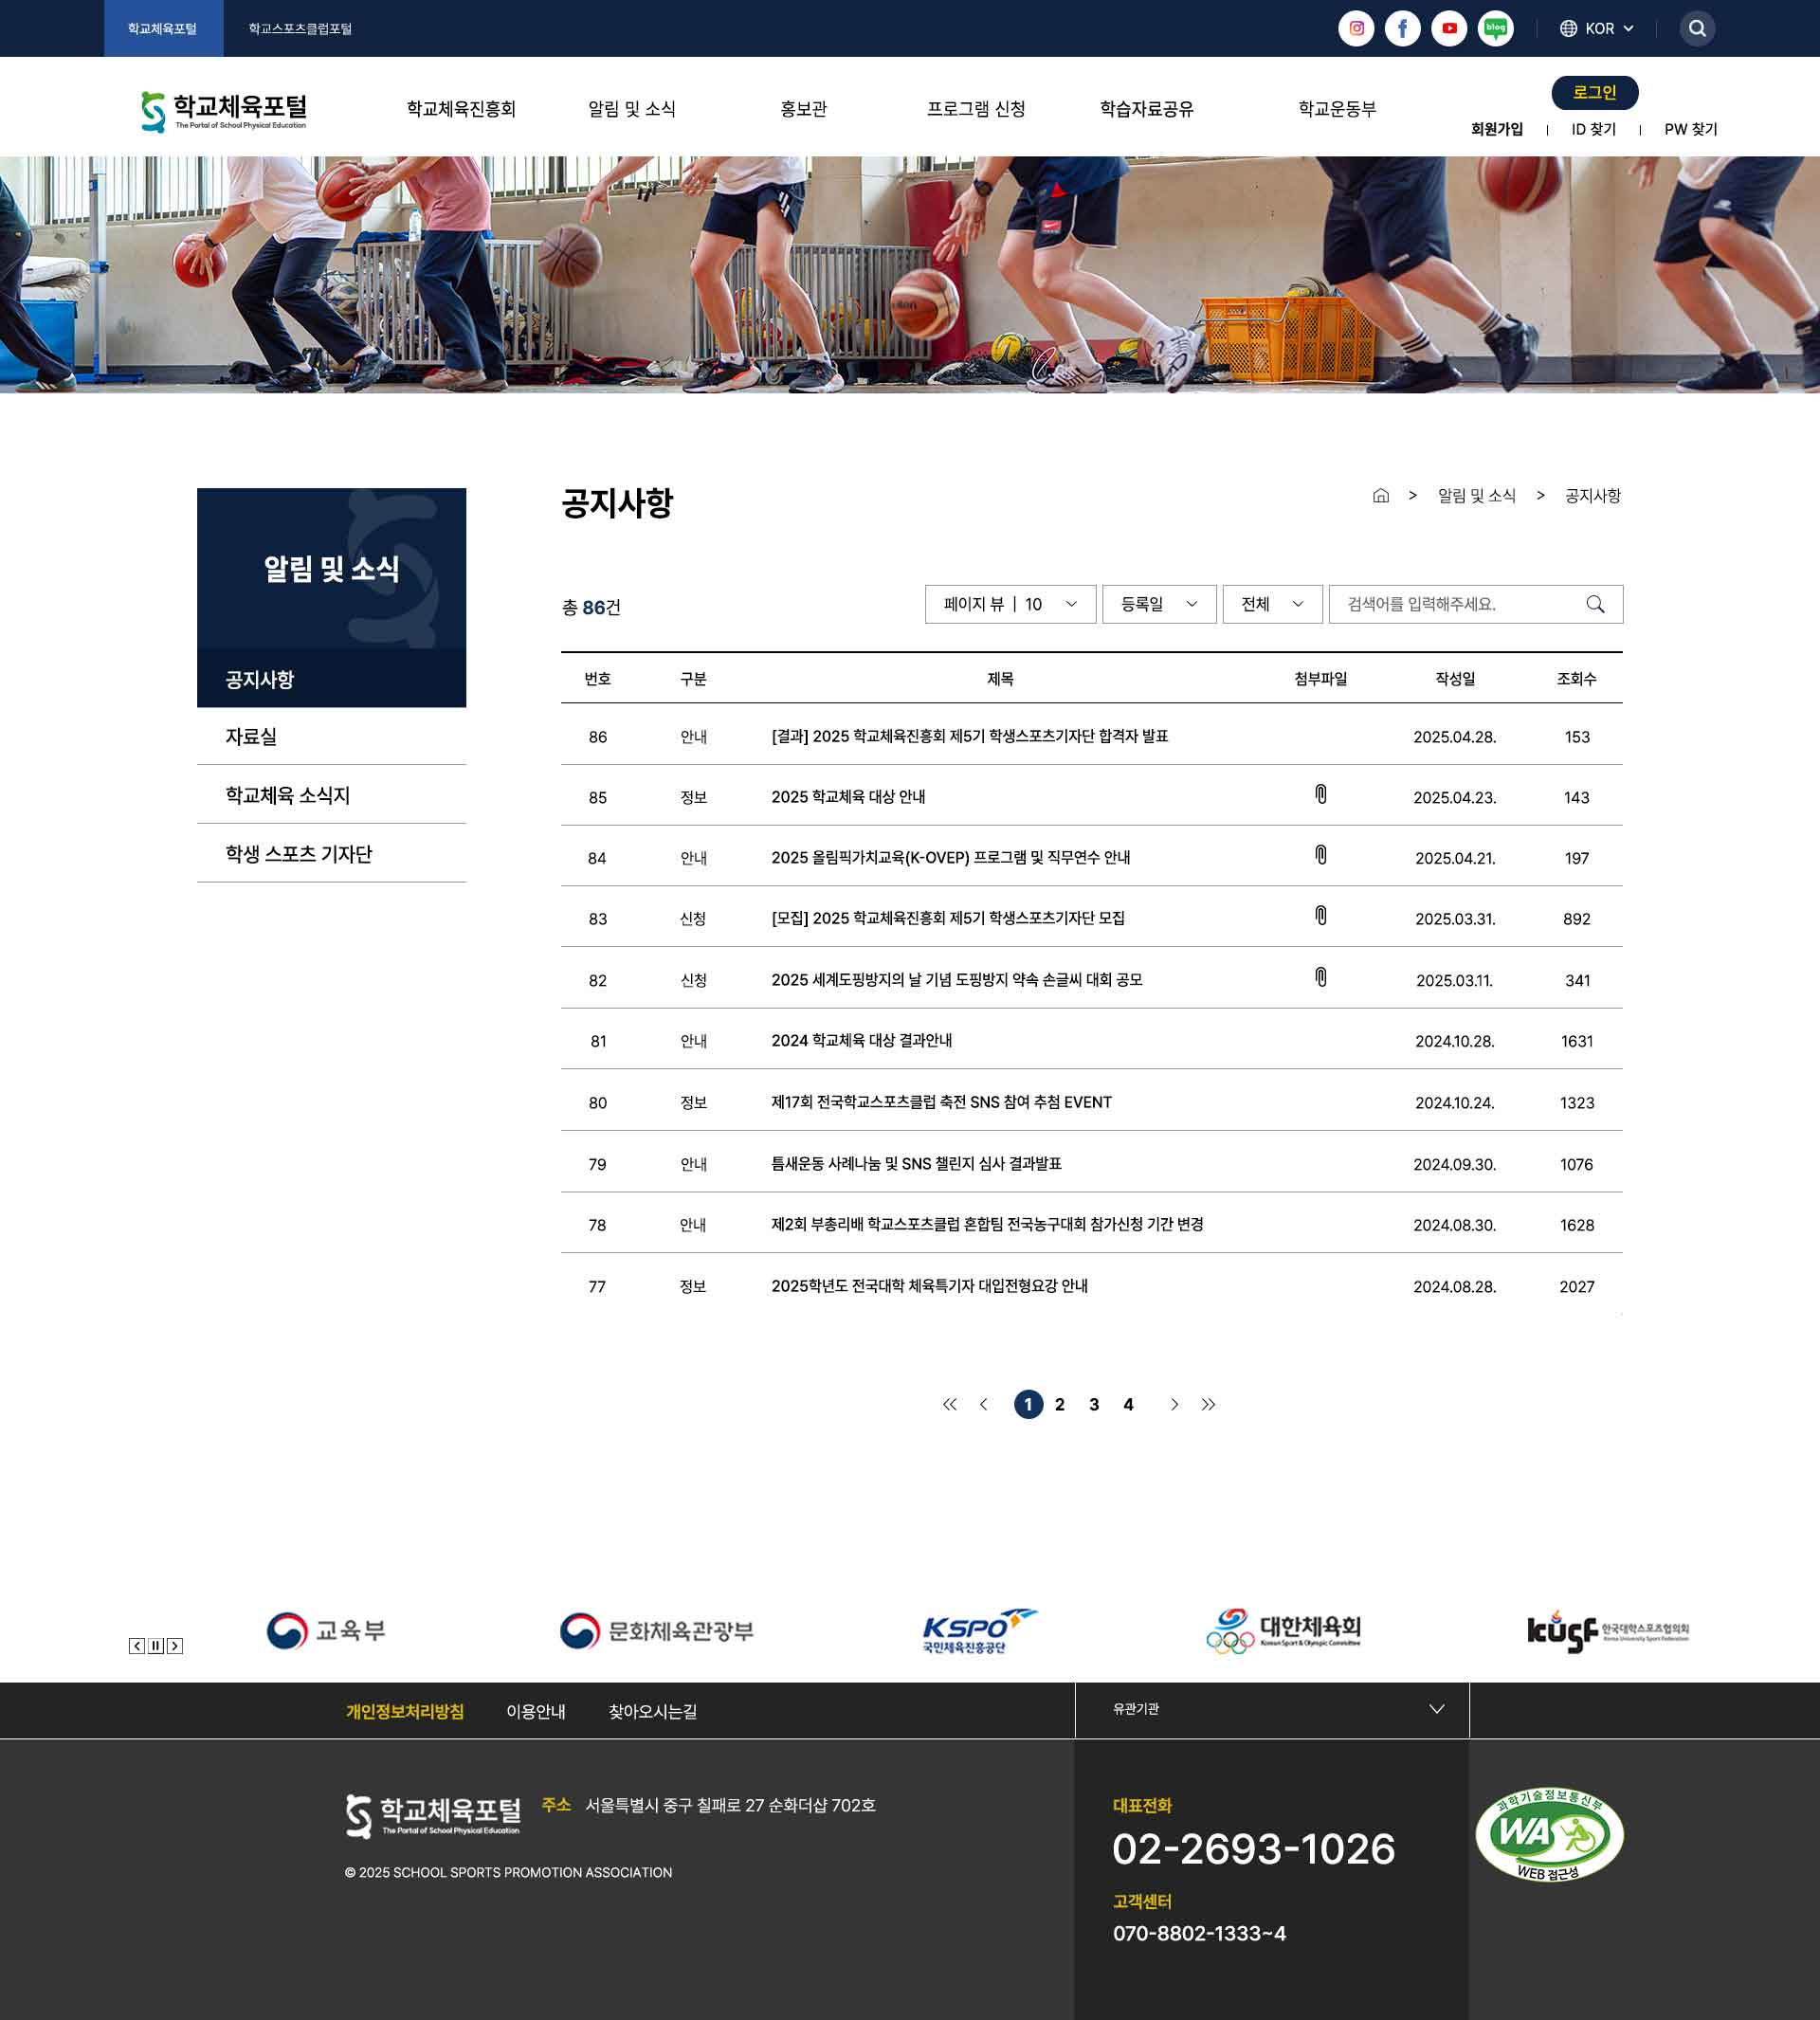 학교체육포털 학교스포츠클럽포털 blog KOR
학교체육포털
The Portal of School Physical Education
학교체육진흥회 알림 및 소식 홍보관 프로그램 신청 학습자료공유 학교운동부
로그인
회원가입 | ID 찾기 | PW 찾기
알림 및 소식
공지사항
자료실
학교체육 소식지
학생 스포츠 기자단
공지사항
> 알림 및 소식 > 공지사항
총 86건
페이지 뷰 | 10 등록일 전체 검색어를 입력해주세요.
번호 구분 제목 첨부파일 작성일 조회수
86 안내 [결과] 2025 학교체육진흥회 제5기 학생스포츠기자단 합격자 발표 2025.04.28. 153
85 정보 2025 학교체육 대상 안내 2025.04.23. 143
84 안내 2025 올림픽가치교육(K-OVEP) 프로그램 및 직무연수 안내 2025.04.21. 197
83 신청 [모집] 2025 학교체육진흥회 제5기 학생스포츠기자단 모집 2025.03.31. 892
82 신청 2025 세계도핑방지의 날 기념 도핑방지 약속 손글씨 대회 공모 2025.03.11. 341
81 안내 2024 학교체육 대상 결과안내 2024.10.28. 1631
80 정보 제17회 전국학교스포츠클럽 축전 SNS 참여 추첨 EVENT 2024.10.24. 1323
79 안내 틈새운동 사례나눔 및 SNS 챌린지 심사 결과발표 2024.09.30. 1076
78 안내 제2회 부총리배 학교스포츠클럽 혼합팀 전국농구대회 참가신청 기간 변경 2024.08.30. 1628
77 정보 2025학년도 전국대학 체육특기자 대입전형요강 안내 2024.08.28. 2027
1 2 3 4
교육부
문화체육관광부
KSPO
국민체육진흥공단
대한체육회
Korean Sport & Olympic Committee
kusf 한국대학스포츠협의회
Korea University Sport Federation
개인정보처리방침 이용안내 찾아오시는길 유관기관
학교체육포털
The Portal of School Physical Education
주소 서울특별시 중구 칠패로 27 순화더샵 702호
© 2025 SCHOOL SPORTS PROMOTION ASSOCIATION
대표전화
02-2693-1026
고객센터
070-8802-1333~4
과학기술정보통신부
WA
WEB 접근성